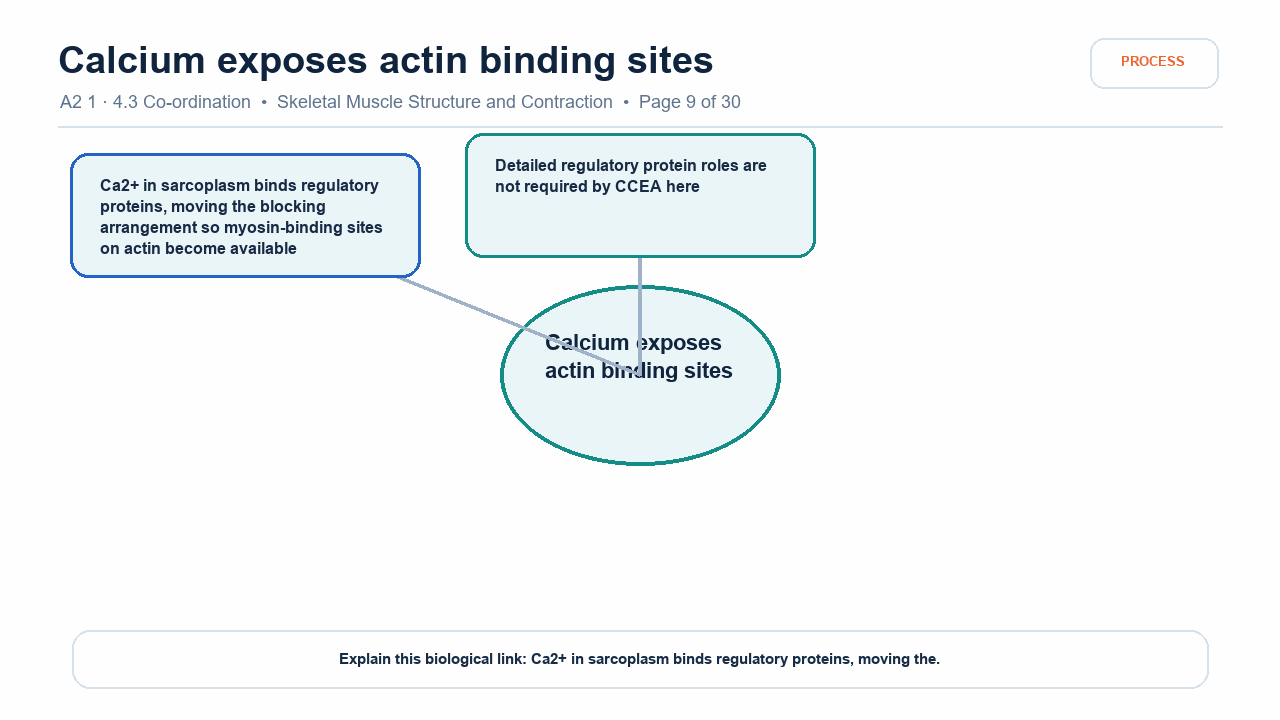 Calcium exposes actin binding sites
PROCESS
A2 1 · 4.3 Co-ordination • Skeletal Muscle Structure and Contraction • Page 9 of 30
Ca2+ in sarcoplasm binds regulatory
proteins, moving the blocking
arrangement so myosin-binding sites
on actin become available
Detailed regulatory protein roles are
not required by CCEA here
Calcium exposes
actin binding sites
Explain this biological link: Ca2+ in sarcoplasm binds regulatory proteins, moving the.